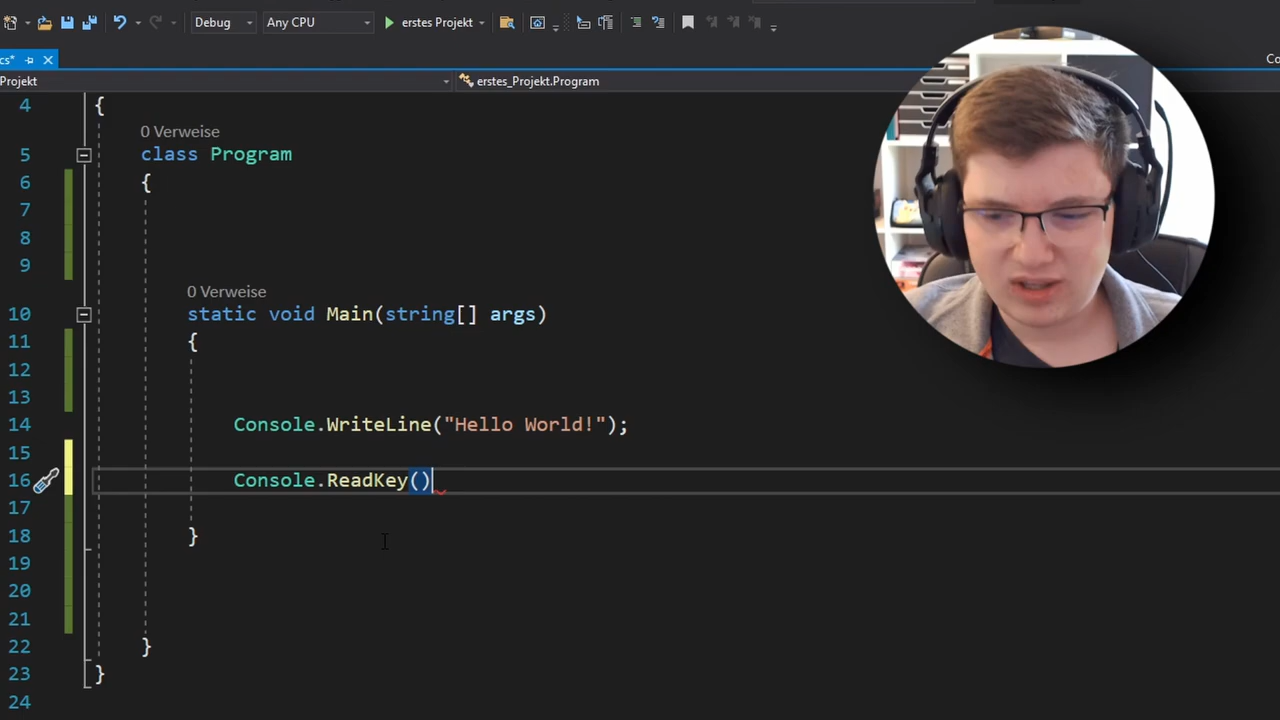 Debug Any CPU erstes Projekt
cs*
Projekt erstes_Projekt.Program Co
4 {
0 Verweise
5 class Program
6 {
7
8
9
0 Verweise
10 static void Main(string[] args)
11 {
12
13
14 Console.WriteLine("Hello World!");
15
16 Console.ReadKey()
17
18 }
19
20
21
22 }
23 }
24